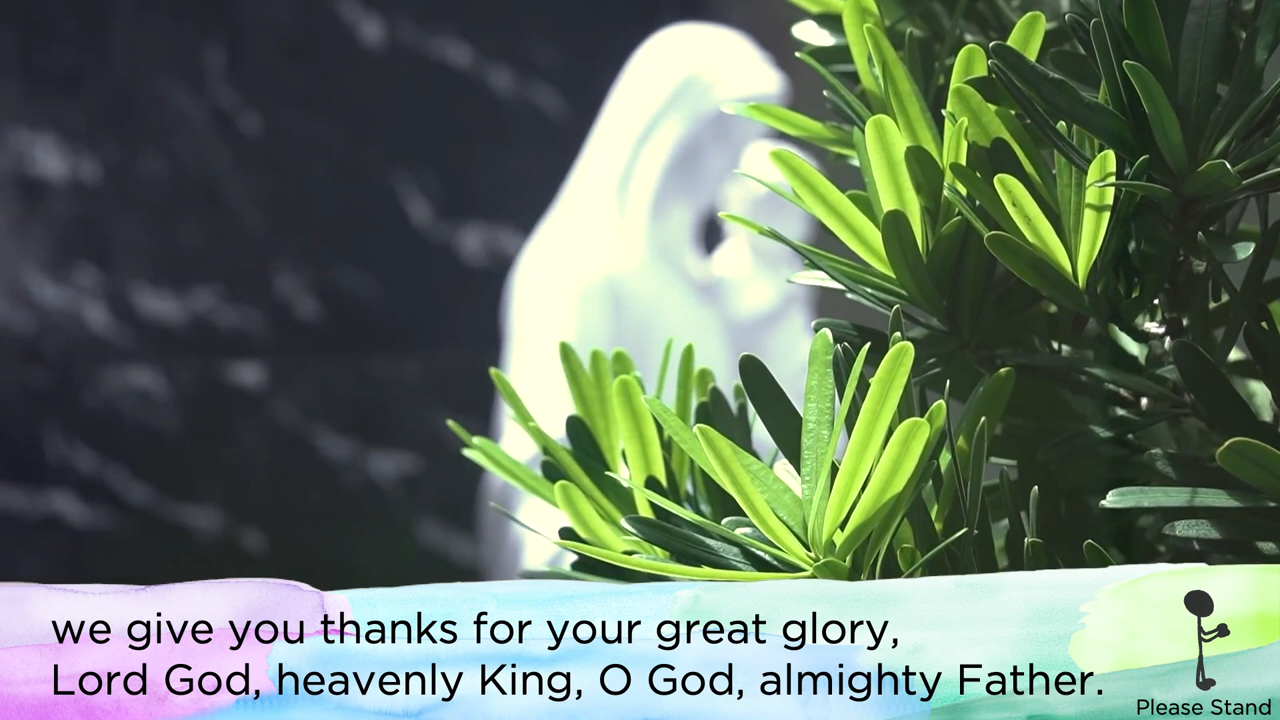 we give you thanks for your great glory,
Lord God, heavenly King, O God, almighty Father.
Please Stand